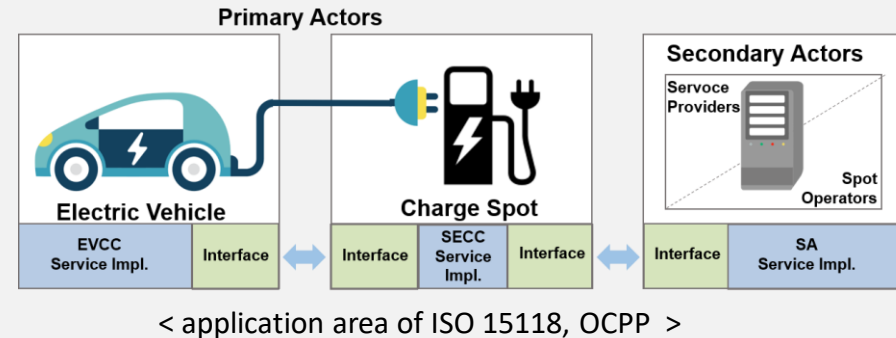 Primary Actors
Secondary Actors
Servoce
Providers
Spot
Operators
Electric Vehicle
Charge Spot
EVCC
Service Impl.
Interface
Interface
SECC
Service
Impl.
Interface
Interface
SA
Service Impl.
< application area of ISO 15118, OCPP >